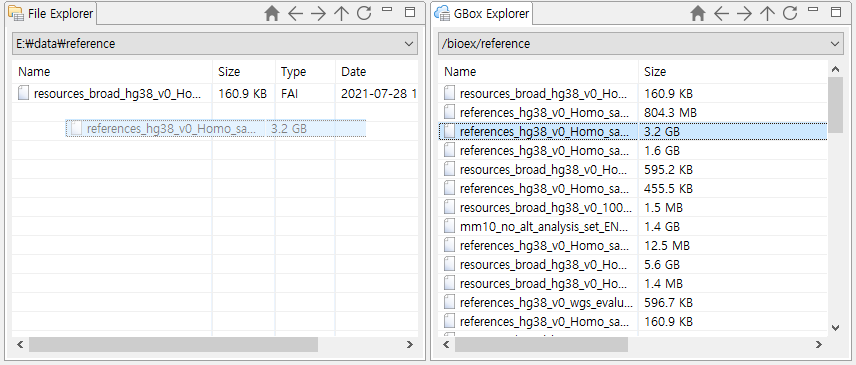 File Explorer
E:₩data₩reference
Name Size Type Date
resources_broad_hg38_v0_Ho... 160.9 KB FAI 2021-07-28 1
references_hg38_v0_Homo_sa... 3.2 GB
GBox Explorer
/bioex/reference
Name Size
resources_broad_hg38_v0_Ho... 160.9 KB
references_hg38_v0_Homo_sa... 804.3 MB
references_hg38_v0_Homo_sa... 3.2 GB
references_hg38_v0_Homo_sa... 1.6 GB
resources_broad_hg38_v0_Ho... 595.2 KB
references_hg38_v0_Homo_sa... 455.5 KB
resources_broad_hg38_v0_100... 1.5 MB
mm10_no_alt_analysis_set_EN... 1.4 GB
references_hg38_v0_Homo_sa... 12.5 MB
resources_broad_hg38_v0_Ho... 5.6 GB
resources_broad_hg38_v0_Ho... 1.4 MB
references_hg38_v0_wgs_evalu... 596.7 KB
references_hg38_v0_Homo_sa... 160.9 KB